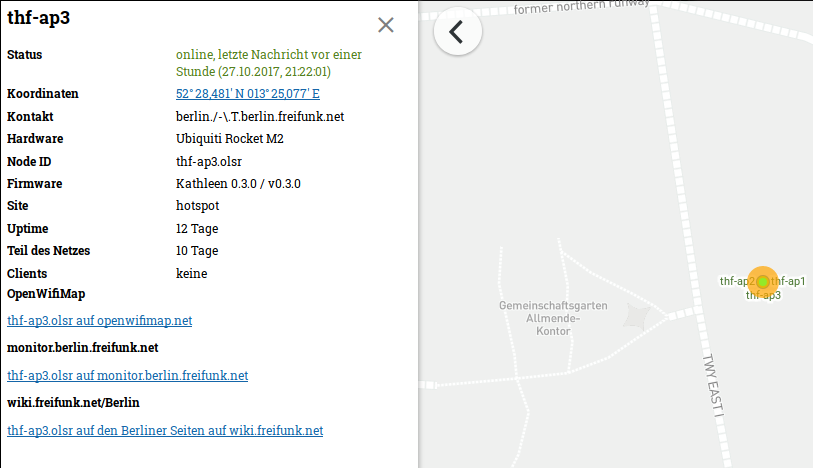 thf-ap3
Status online, letzte Nachricht vor einer
Stunde (27.10.2017, 21:22:01)
Koordinaten 52° 28,481' N 013° 25,077' E
Kontakt berlin./-\.T.berlin.freifunk.net
Hardware Ubiquiti Rocket M2
Node ID thf-ap3.olsr
Firmware Kathleen 0.3.0 / v0.3.0
Site hotspot
Uptime 12 Tage
Teil des Netzes 10 Tage
Clients keine
OpenWifiMap
thf-ap3.olsr auf openwifimap.net
monitor.berlin.freifunk.net
thf-ap3.olsr auf monitor.berlin.freifunk.net
wiki.freifunk.net/Berlin
thf-ap3.olsr auf den Berliner Seiten auf wiki.freifunk.net
former northern runway
thf-ap2 thf-ap1
thf-ap3
Gemeinschaftsgarten
Allmende-
Kontor
TWY EAST I